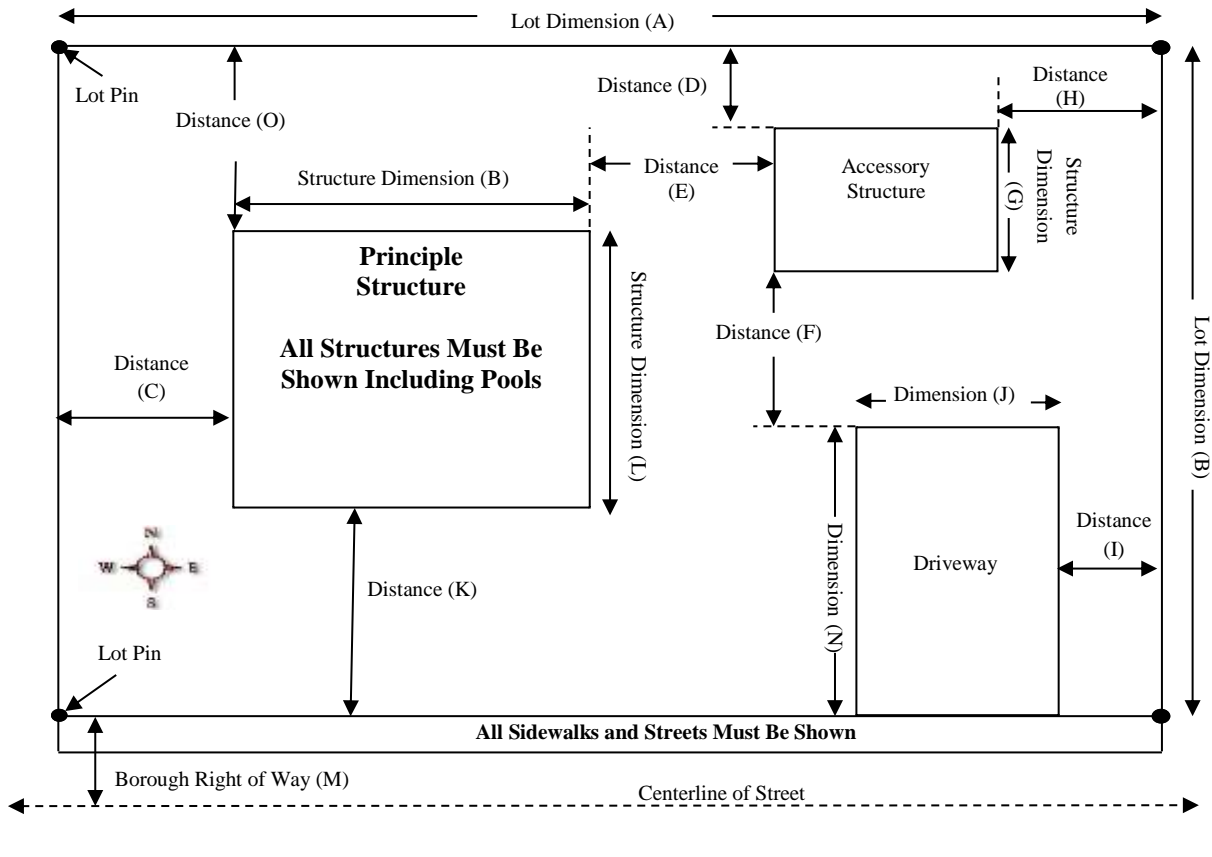 Lot Dimension (A)
Lot Pin
Distance (O)
Distance (D)
Distance
(H)
Structure Dimension (B)
Distance
(E)
Accessory
Structure
Structure
Dimension
(G)
Principle
Structure
All Structures Must Be
Shown Including Pools
Structure Dimension (L)
Distance (F)
Lot Dimension (B)
Distance
(C)
Dimension (J)
Dimension (N)
Driveway
Distance
(I)
N
W
E
S
Distance (K)
Lot Pin
All Sidewalks and Streets Must Be Shown
Borough Right of Way (M)
Centerline of Street